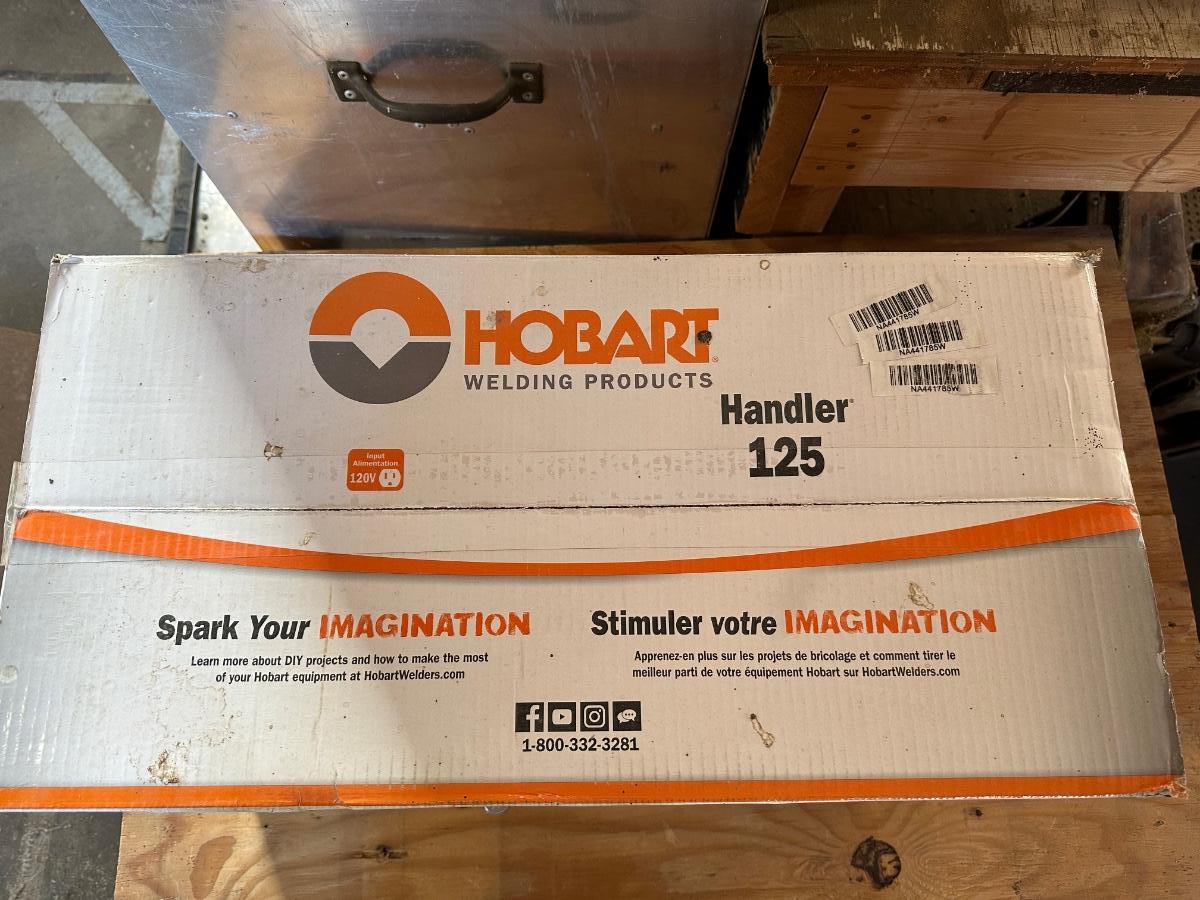 HOBART®
WELDING PRODUCTS
NA441785W
NA441785W
NA441785W
Handler®
125
Input
Alimentation
120V
Spark Your IMAGINATION
Learn more about DIY projects and how to make the most
of your Hobart equipment at HobartWelders.com
Stimuler votre IMAGINATION
Apprenez-en plus sur les projets de bricolage et comment tirer le
meilleur parti de votre équipement Hobart sur HobartWelders.com
1-800-332-3281